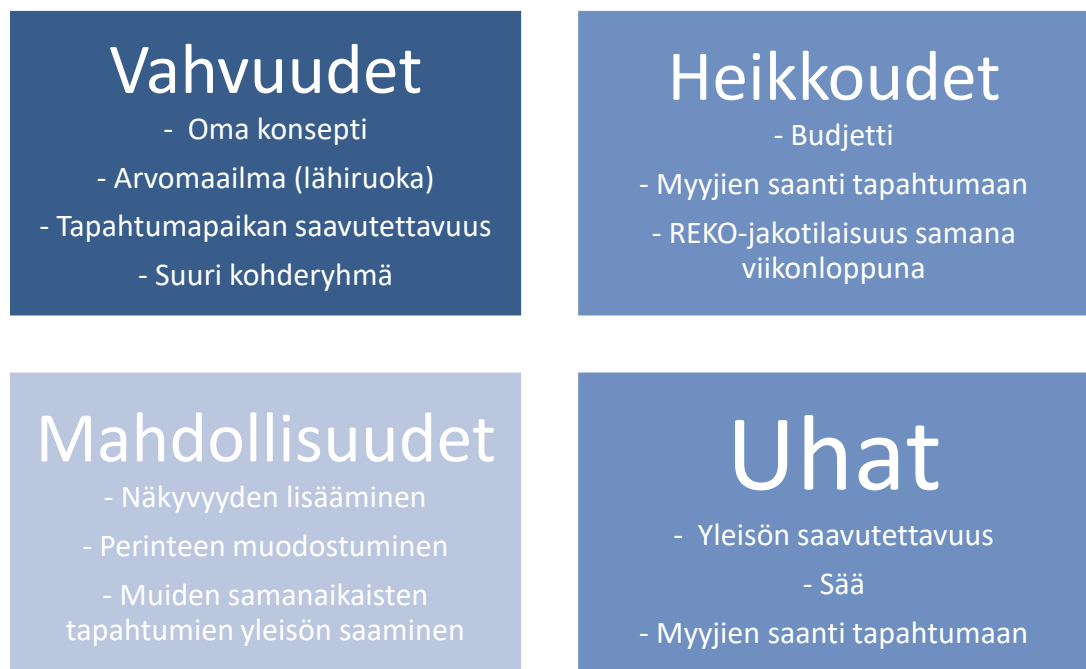 Vahvuudet
- Oma konsepti
- Arvomaailma (lähiruoka)
- Tapahtumapaikan saavutettavuus
- Suuri kohderyhmä
Heikkoudet
- Budjetti
- Myyjien saanti tapahtumaan
- REKO-jakotilaisuus samana
viikonloppuna
Mahdollisuudet
- Näkyvyyden lisääminen
- Perinteen muodostuminen
- Muiden samanaikaisten
tapahtumien yleisön saaminen
Uhat
- Yleisön saavutettavuus
- Sää
- Myyjien saanti tapahtumaan